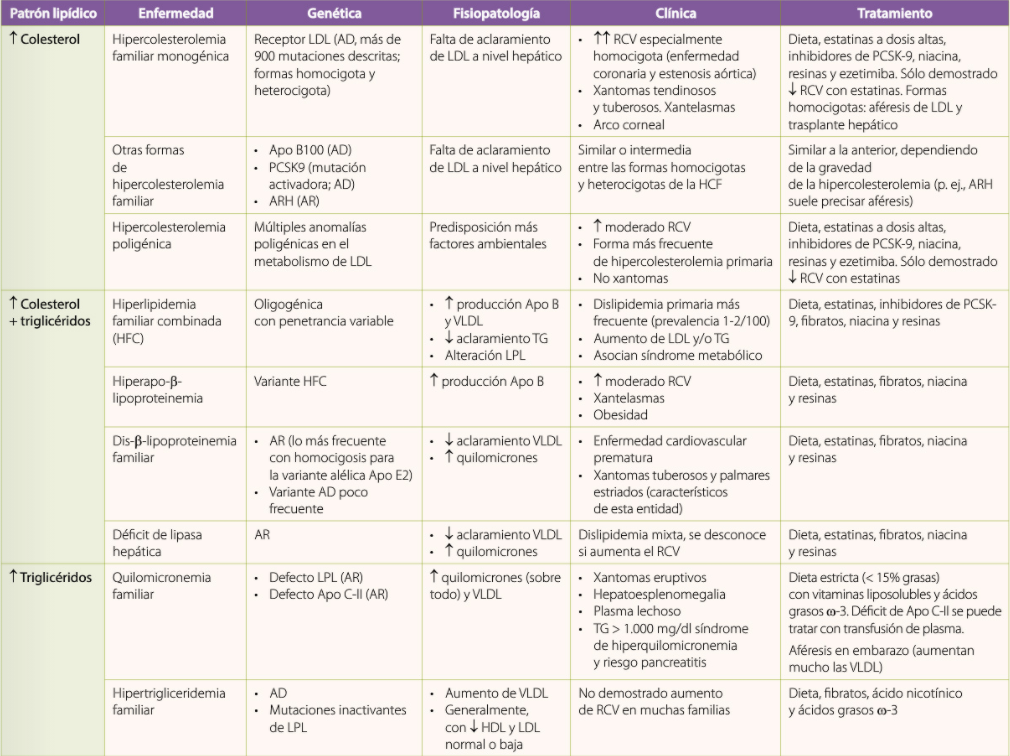 Patrón lipídico Enfermedad Genética Fisiopatología Clínica Tratamiento
↑ Colesterol
Hipercolesterolemia
familiar monogénica
Receptor LDL (AD, más de
900 mutaciones descritas;
formas homocigota y
heterocigota)
Falta de aclaramiento
de LDL a nivel hepático
• ↑↑ RCV especialmente
homocigota (enfermedad
coronaria y estenosis aórtica)
• Xantomas tendinosos
y tuberosos. Xantelasmas
• Arco corneal
Dieta, estatinas a dosis altas,
inhibidores de PCSK-9, niacina,
resinas y ezetimiba. Sólo demostrado
↓ RCV con estatinas. Formas
homocigotas: aféresis de LDL y
trasplante hepático
Otras formas
de
hipercolesterolemia
familiar
• Apo B100 (AD)
• PCSK9 (mutación
activadora; AD)
• ARH (AR)
Falta de aclaramiento
de LDL a nivel hepático
Similar o intermedia
entre las formas homocigotas
y heterocigotas de la HCF
Similar a la anterior, dependiendo
de la gravedad
de la hipercolesterolemia (p. ej., ARH
suele precisar aféresis)
Hipercolesterolemia
poligénica
Múltiples anomalías
poligénicas en el
metabolismo de LDL
Predisposición más
factores ambientales
• ↑ moderado RCV
• Forma más frecuente
de hipercolesterolemia primaria
• No xantomas
Dieta, estatinas a dosis altas,
inhibidores de PCSK-9, niacina,
resinas y ezetimiba. Sólo demostrado
↓ RCV con estatinas
↑ Colesterol
+ triglicéridos
Hiperlipidemia
familiar combinada
(HFC)
Oligogénica
con penetrancia variable
• ↑ producción Apo B
y VLDL
• ↓ aclaramiento TG
• Alteración LPL
• Dislipidemia primaria más
frecuente (prevalencia 1-2/100)
• Aumento de LDL y/o TG
• Asocian síndrome metabólico
Dieta, estatinas, inhibidores de PCSK-
9, fibratos, niacina y resinas
Hiperapo-β-
lipoproteinemia
Variante HFC
↑ producción Apo B
• ↑ moderado RCV
• Xantelasmas
• Obesidad
Dieta, estatinas, fibratos, niacina
y resinas
Dis-β-lipoproteinemia
familiar
• AR (lo más frecuente
con homocigosis para
la variante alélica Apo E2)
• Variante AD poco
frecuente
• ↓ aclaramiento VLDL
• ↑ quilomicrones
• Enfermedad cardiovascular
prematura
• Xantomas tuberosos y palmares
estriados (característicos
de esta entidad)
Dieta, estatinas, fibratos, niacina
y resinas
Déficit de lipasa
hepática
AR
• ↓ aclaramiento VLDL
• ↑ quilomicrones
Dislipidemia mixta, se desconoce
si aumenta el RCV
Dieta, estatinas, fibratos, niacina
y resinas
↑ Triglicéridos
Quilomicronemia
familiar
• Defecto LPL (AR)
• Defecto Apo C-II (AR)
↑ quilomicrones (sobre
todo) y VLDL
• Xantomas eruptivos
• Hepatoesplenomegalia
• Plasma lechoso
• TG > 1.000 mg/dl síndrome
de hiperquilomicronemia
y riesgo pancreatitis
Dieta estricta (< 15% grasas)
con vitaminas liposolubles y ácidos
grasos ω-3. Déficit de Apo C-II se puede
tratar con transfusión de plasma.
Aféresis en embarazo (aumentan
mucho las VLDL)
Hipertrigliceridemia
familiar
• AD
• Mutaciones inactivantes
de LPL
• Aumento de VLDL
• Generalmente,
con ↓ HDL y LDL
normal o baja
No demostrado aumento
de RCV en muchas familias
Dieta, fibratos, ácido nicotínico
y ácidos grasos ω-3